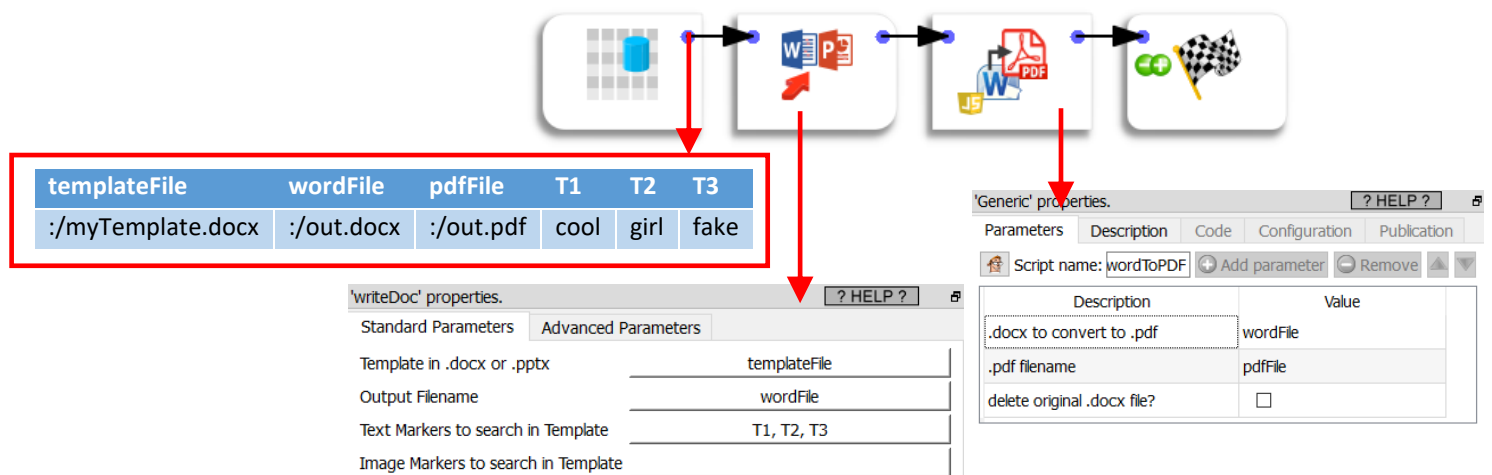 W P
PDF
W
JS
templateFile wordFile pdfFile T1 T2 T3
:/myTemplate.docx :/out.docx :/out.pdf cool girl fake
'Generic' properties. ? HELP ?
Parameters Description Code Configuration Publication
Script name: wordToPDF Add parameter Remove
Description Value
.docx to convert to .pdf wordFile
.pdf filename pdfFile
delete original .docx file?
'writeDoc' properties. ? HELP ?
Standard Parameters Advanced Parameters
Template in .docx or .pptx templateFile
Output Filename wordFile
Text Markers to search in Template T1, T2, T3
Image Markers to search in Template